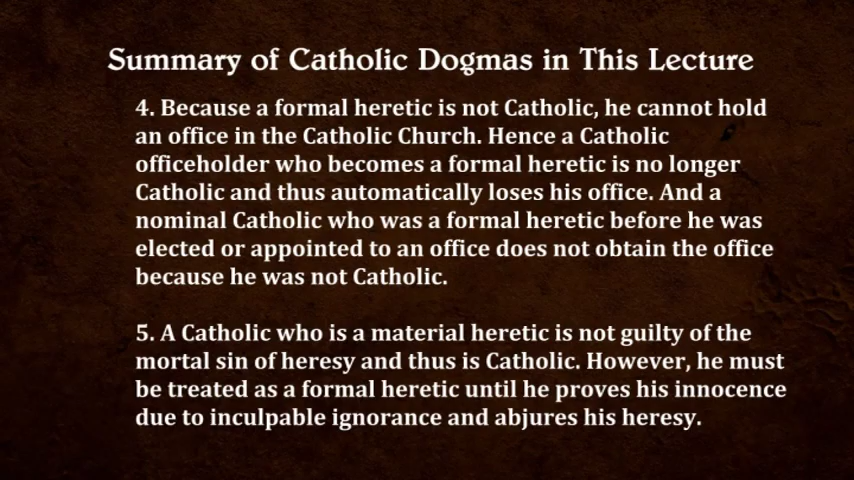 Summary of Catholic Dogmas in This Lecture
4. Because a formal heretic is not Catholic, he cannot hold
an office in the Catholic Church. Hence a Catholic
officeholder who becomes a formal heretic is no longer
Catholic and thus automatically loses his office. And a
nominal Catholic who was a formal heretic before he was
elected or appointed to an office does not obtain the office
because he was not Catholic.
5. A Catholic who is a material heretic is not guilty of the
mortal sin of heresy and thus is Catholic. However, he must
be treated as a formal heretic until he proves his innocence
due to inculpable ignorance and abjures his heresy.